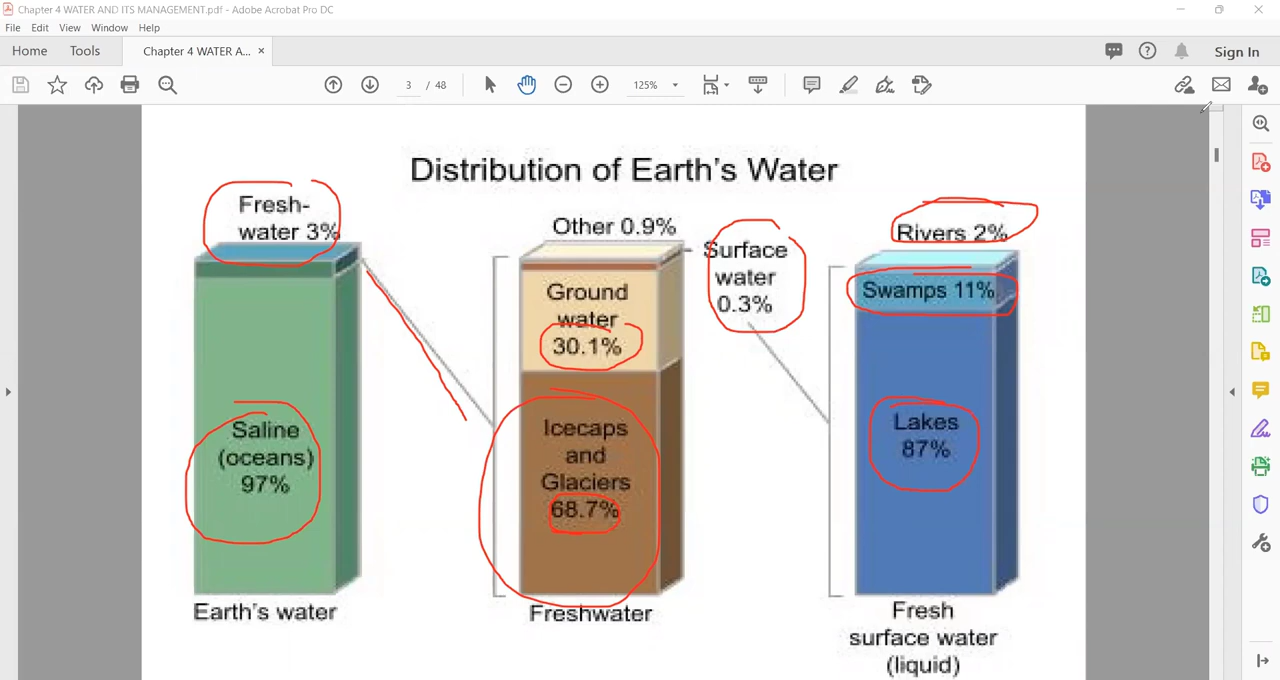 Chapter 4 WATER AND ITS MANAGEMENT.pdf - Adobe Acrobat Pro DC
File Edit View Window Help
Home Tools Chapter 4 WATER A... × Sign In
3 / 48 125%
Distribution of Earth's Water
Fresh-
water 3%
Saline
(oceans)
97%
Earth's water
Other 0.9%
Ground
water
30.1%
Icecaps
and
Glaciers
68.7%
Freshwater
Surface
water
0.3%
Rivers 2%
Swamps 11%
Lakes
87%
Fresh
surface water
(liquid)